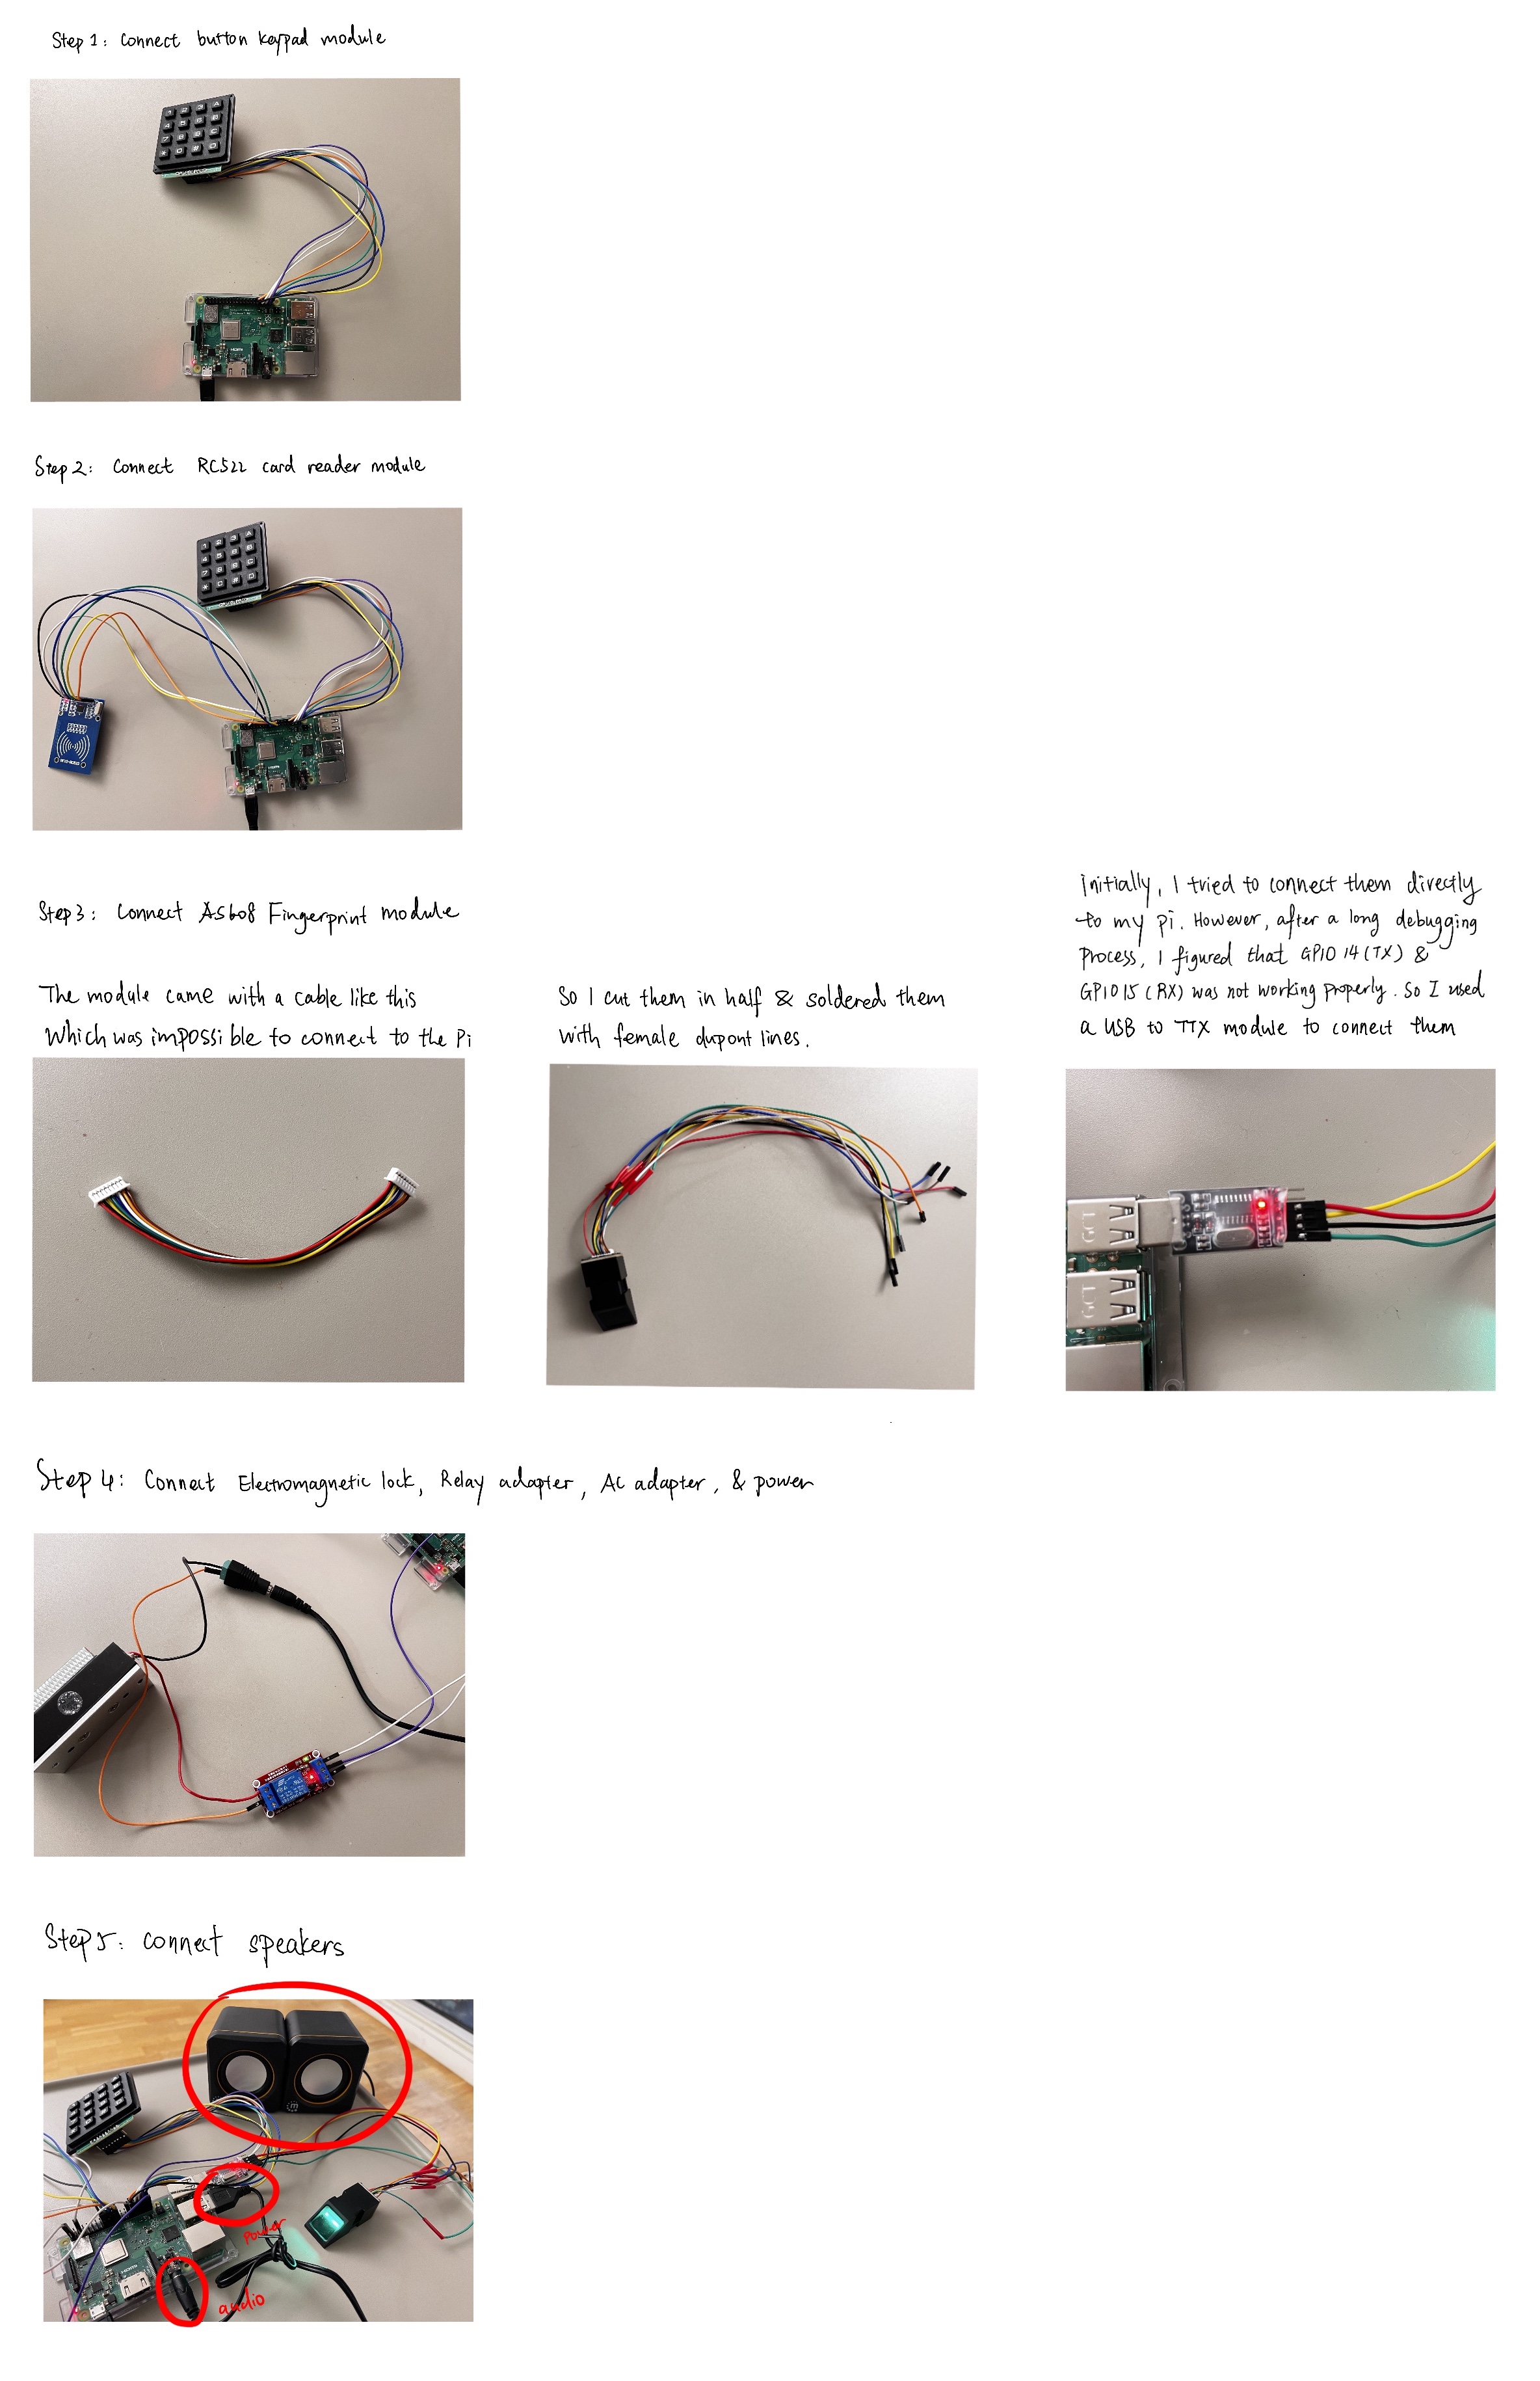 Step 1: Connect button keypad module
Step 2: Connect RC522 card reader module
Step 3: Connect AS608 Fingerprint module
The module came with a cable like this
Which was impossible to connect to the Pi
So I cut them in half & soldered them
with female dupont lines.
Initially, I tried to connect them directly
to my pi. However, after a long debugging
process, I figured that GPIO 14 (TX) &
GPIO 15 (RX) was not working properly. So I used
a USB to TTX module to connect them
Step 4: Connect Electromagnetic lock, Relay adapter, AC adapter, & power
Step 5: connect speakers
power
audio